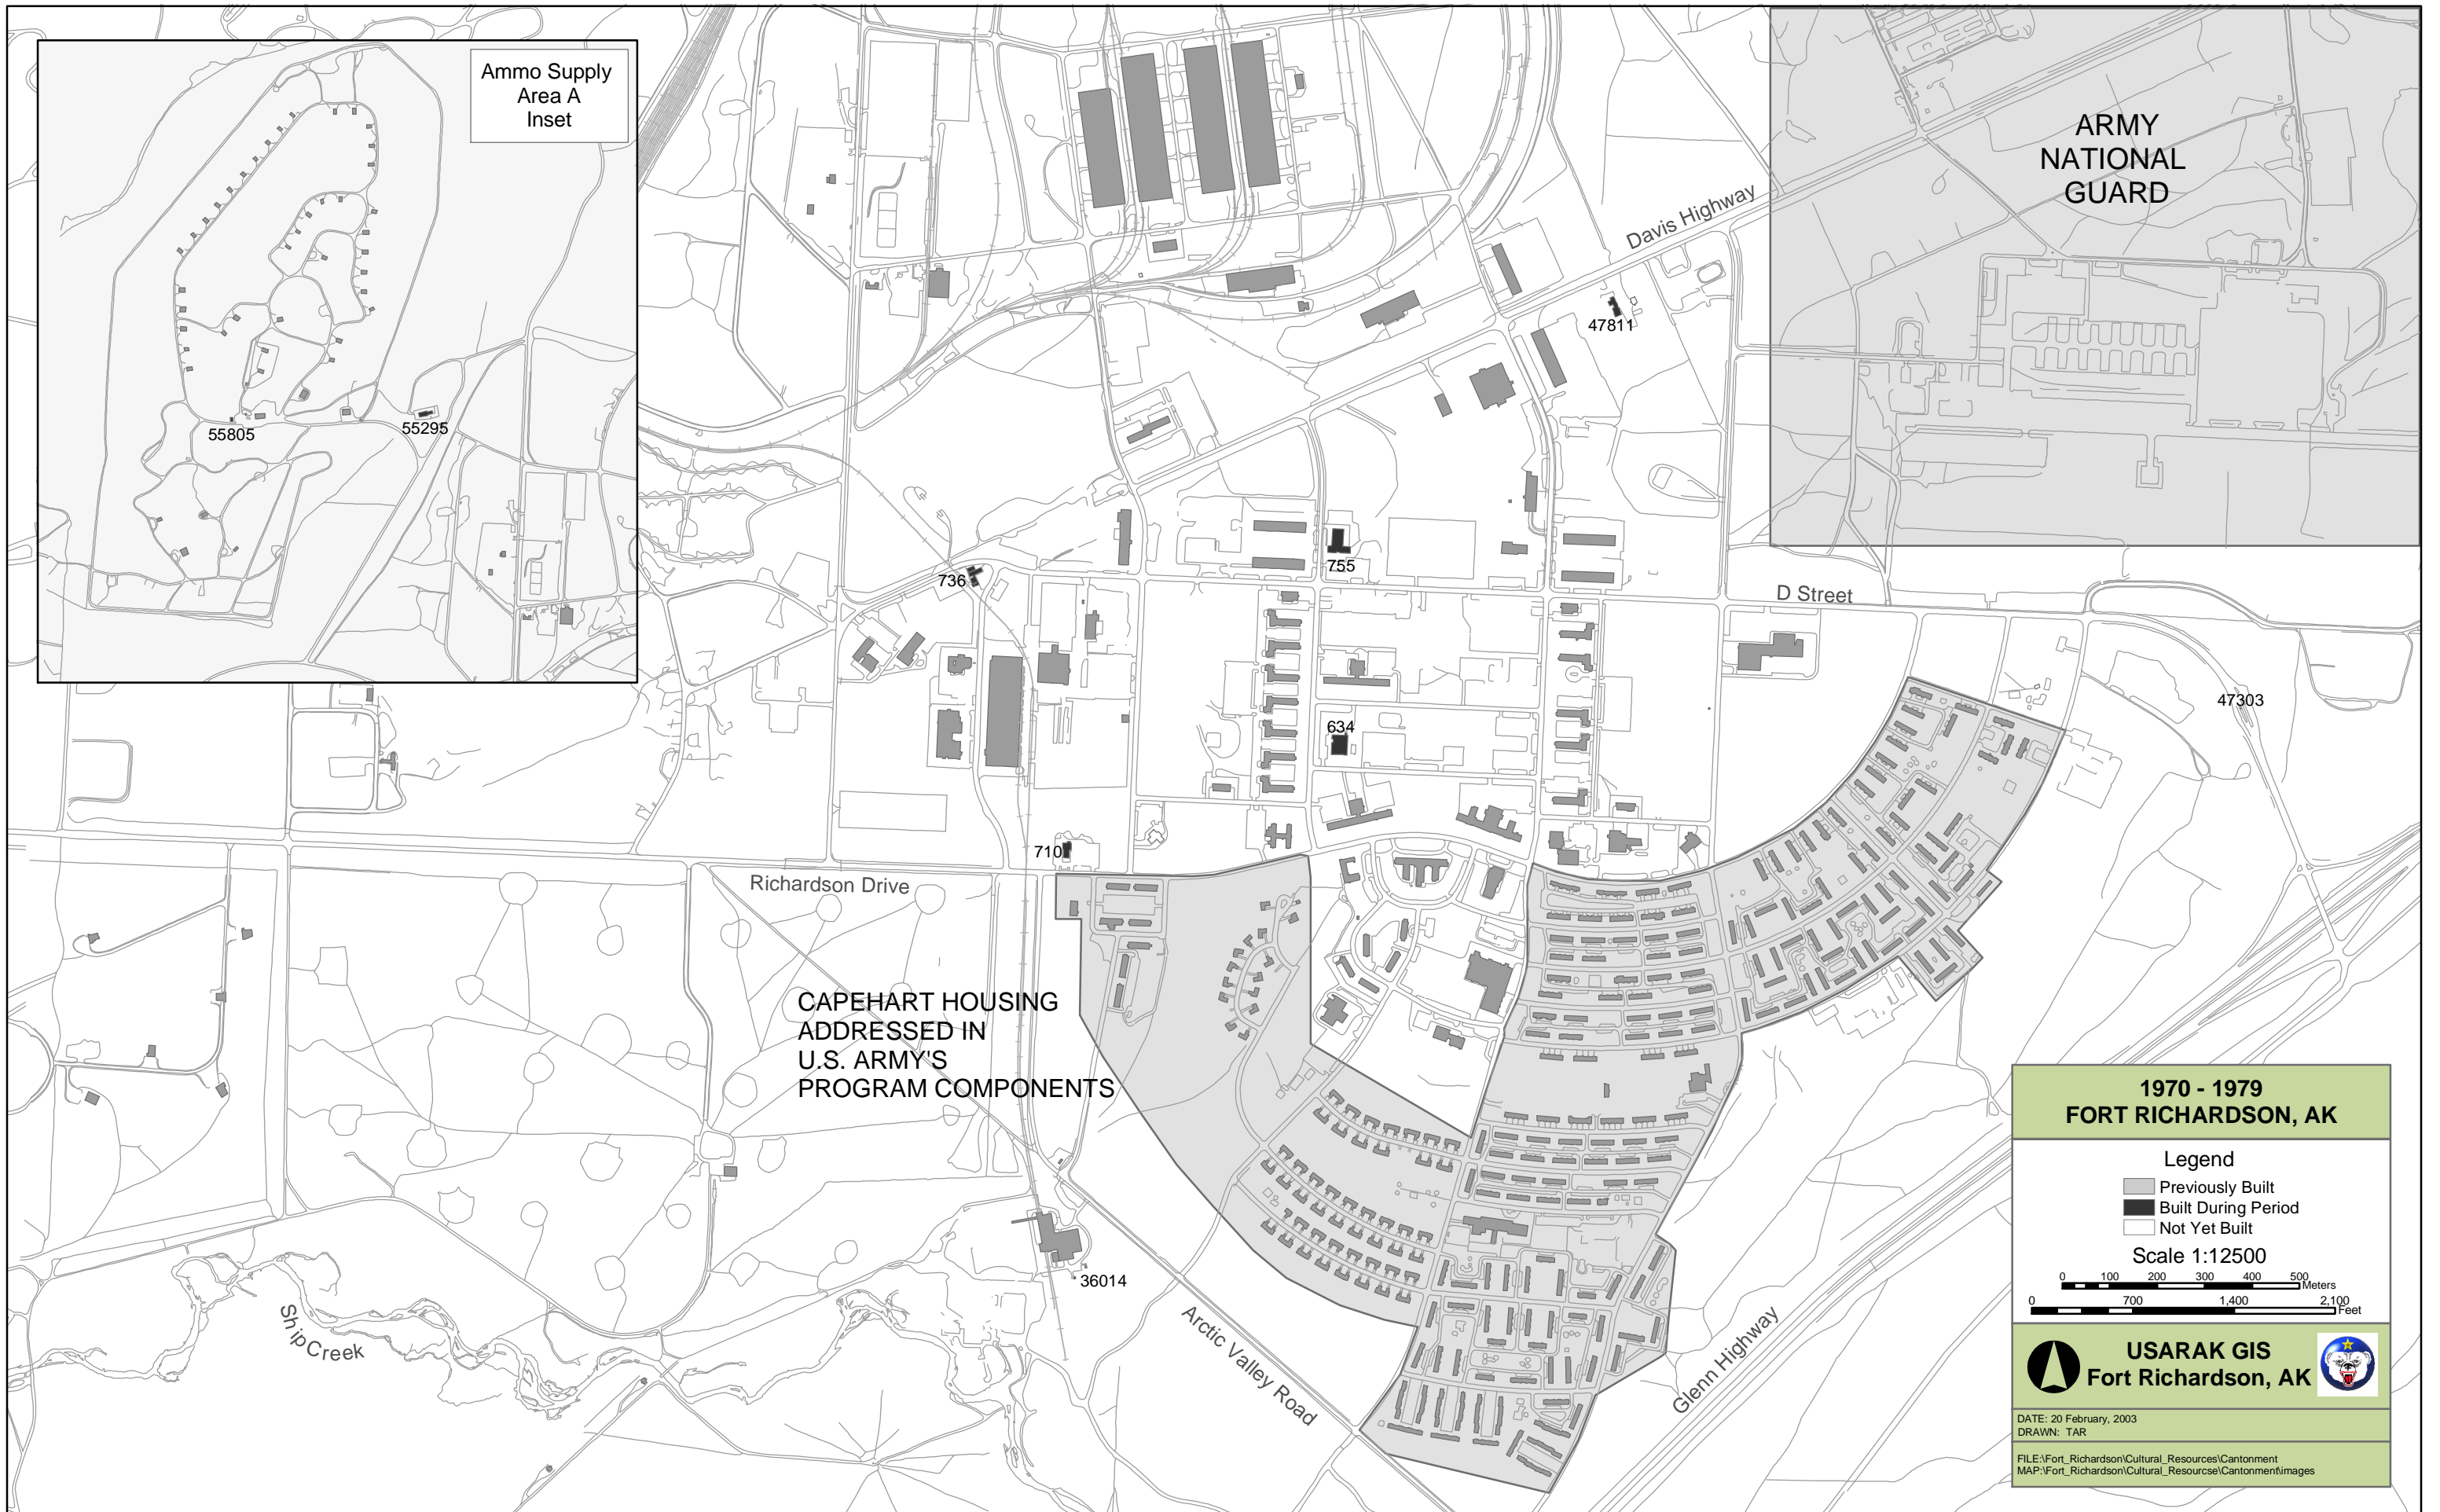 Ammo Supply
Area A
Inset
55805
55295
ARMY
NATIONAL
GUARD
Davis Highway
47811
736
755
D Street
47303
634
710
Richardson Drive
CAPEHART HOUSING
ADDRESSED IN
U.S. ARMY'S
PROGRAM COMPONENTS
36014
Ship Creek
Arctic Valley Road
Glenn Highway
1970 - 1979
FORT RICHARDSON, AK
Legend
Previously Built
Built During Period
Not Yet Built
Scale 1:12500
0 100 200 300 400 500
Meters
0 700 1,400 2,100
Feet
USARAK GIS
Fort Richardson, AK
DATE: 20 February, 2003
DRAWN: TAR
FILE:\Fort_Richardson\Cultural_Resources\Cantonment
MAP:\Fort_Richardson\Cultural_Resourcse\Cantonment\images